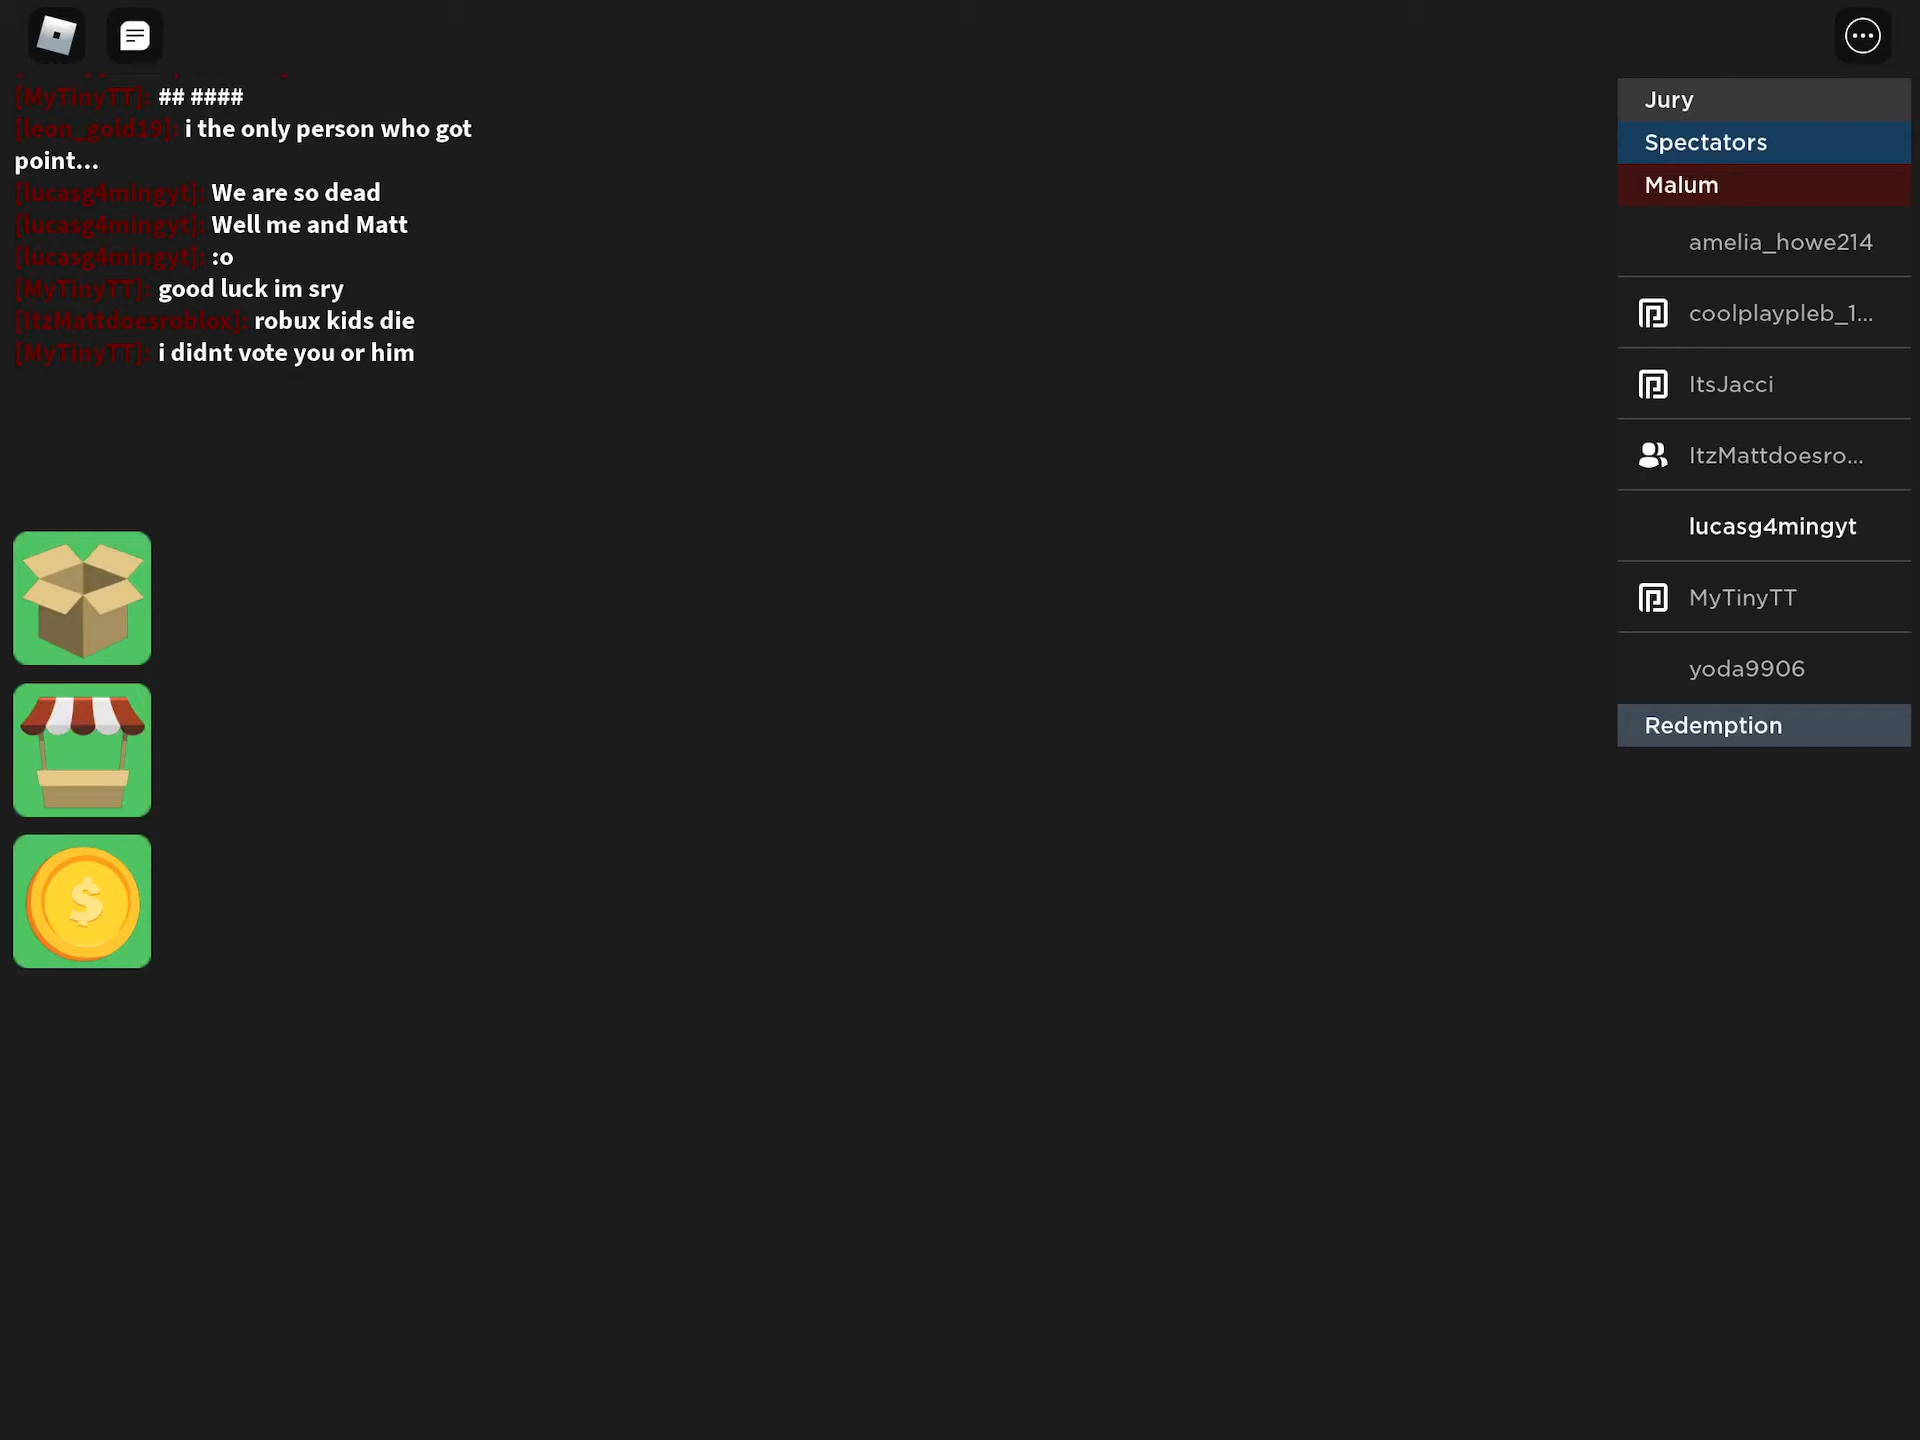 [MyTinyTT]: ## ####
[leon_gold19]: i the only person who got
point...
[lucasg4mingyt]: We are so dead
[lucasg4mingyt]: Well me and Matt
[lucasg4mingyt]: :o
[MyTinyTT]: good luck im sry
[ItzMattdoesroblox]: robux kids die
[MyTinyTT]: i didnt vote you or him
Jury
Spectators
Malum
amelia_howe214
coolplaypleb_1...
ItsJacci
ItzMattdoesro...
lucasg4mingyt
MyTinyTT
yoda9906
Redemption